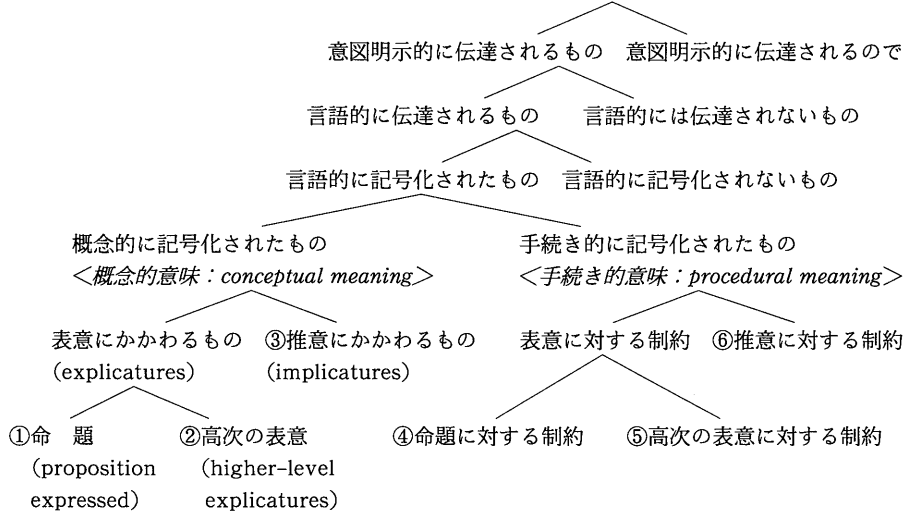 意図明示的に伝達されるもの 意図明示的に伝達されるので
言語的に伝達されるもの 言語的には伝達されないもの
言語的に記号化されたもの 言語的に記号化されないもの
概念的に記号化されたもの 手続き的に記号化されたもの
＜概念的意味：conceptual meaning＞ ＜手続き的意味：procedural meaning＞
表意にかかわるもの ③推意にかかわるもの 表意に対する制約 ⑥推意に対する制約
(explicatures) (implicatures)
①命　題 ②高次の表意 ④命題に対する制約 ⑤高次の表意に対する制約
(proposition (higher–level
expressed) explicatures)